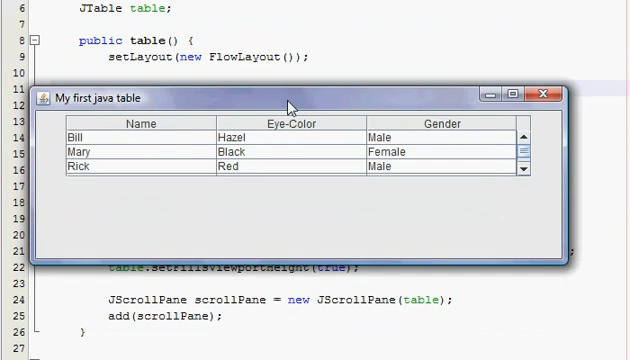 6 JTable table;
7
8 public table() {
9 setLayout(new FlowLayout());
10
11
My first java table
12
13 Name Eye-Color Gender
14 Bill Hazel Male
15 Mary Black Female
16 Rick Red Male
17
18
19
20
21 ;
22 table.setFillsViewportHeight(true);
23
24 JScrollPane scrollPane = new JScrollPane(table);
25 add(scrollPane);
26 }
27